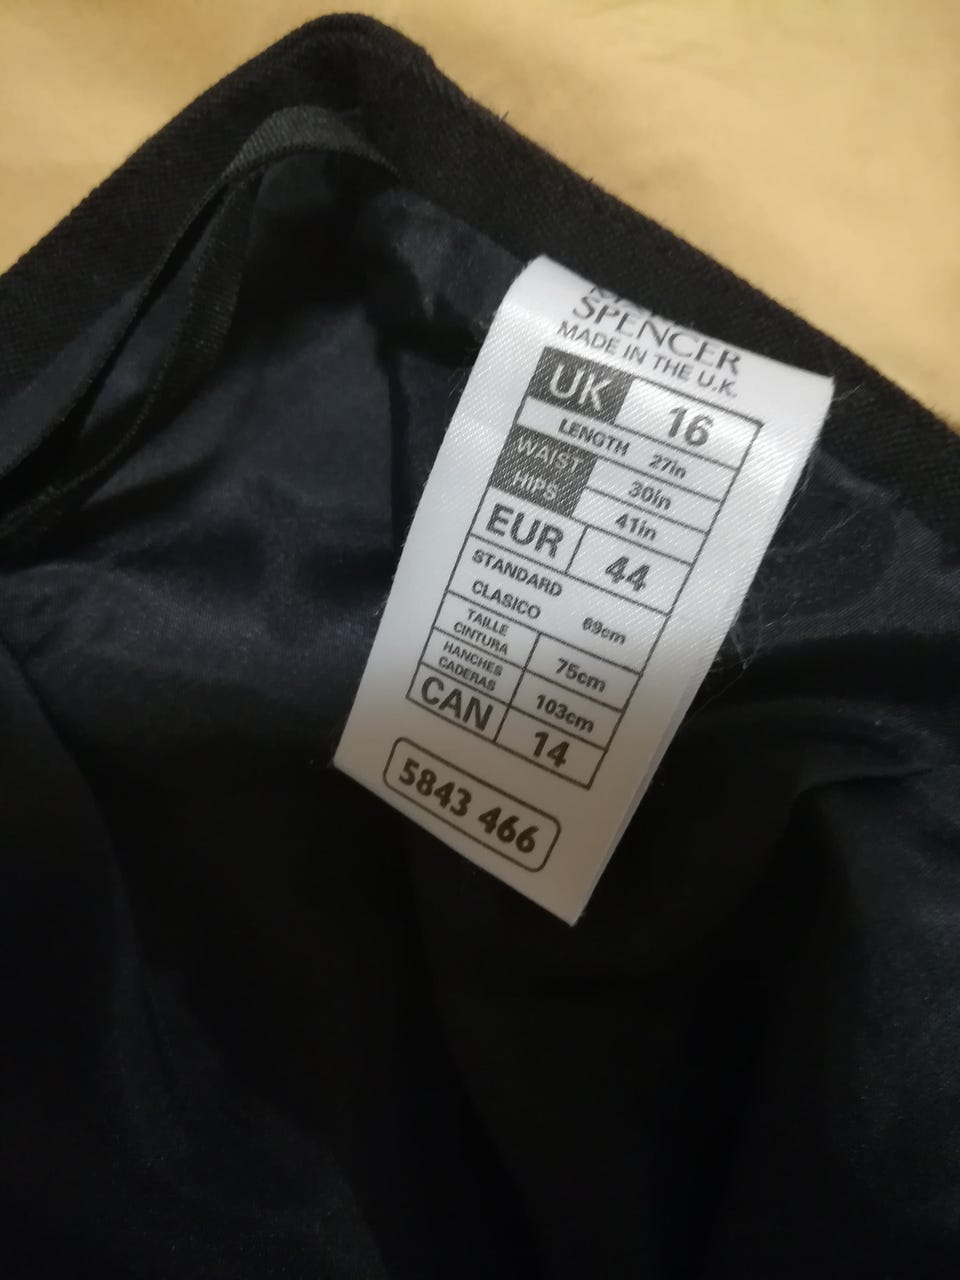 SPENCER
MADE IN THE U.K.
UK 16
LENGTH 27in
WAIST 30in
HIPS 41in
EUR 44
STANDARD
CLASICO 69cm
TAILLE
CINTURA 75cm
HANCHES
CADERAS 103cm
CAN 14
5843 466